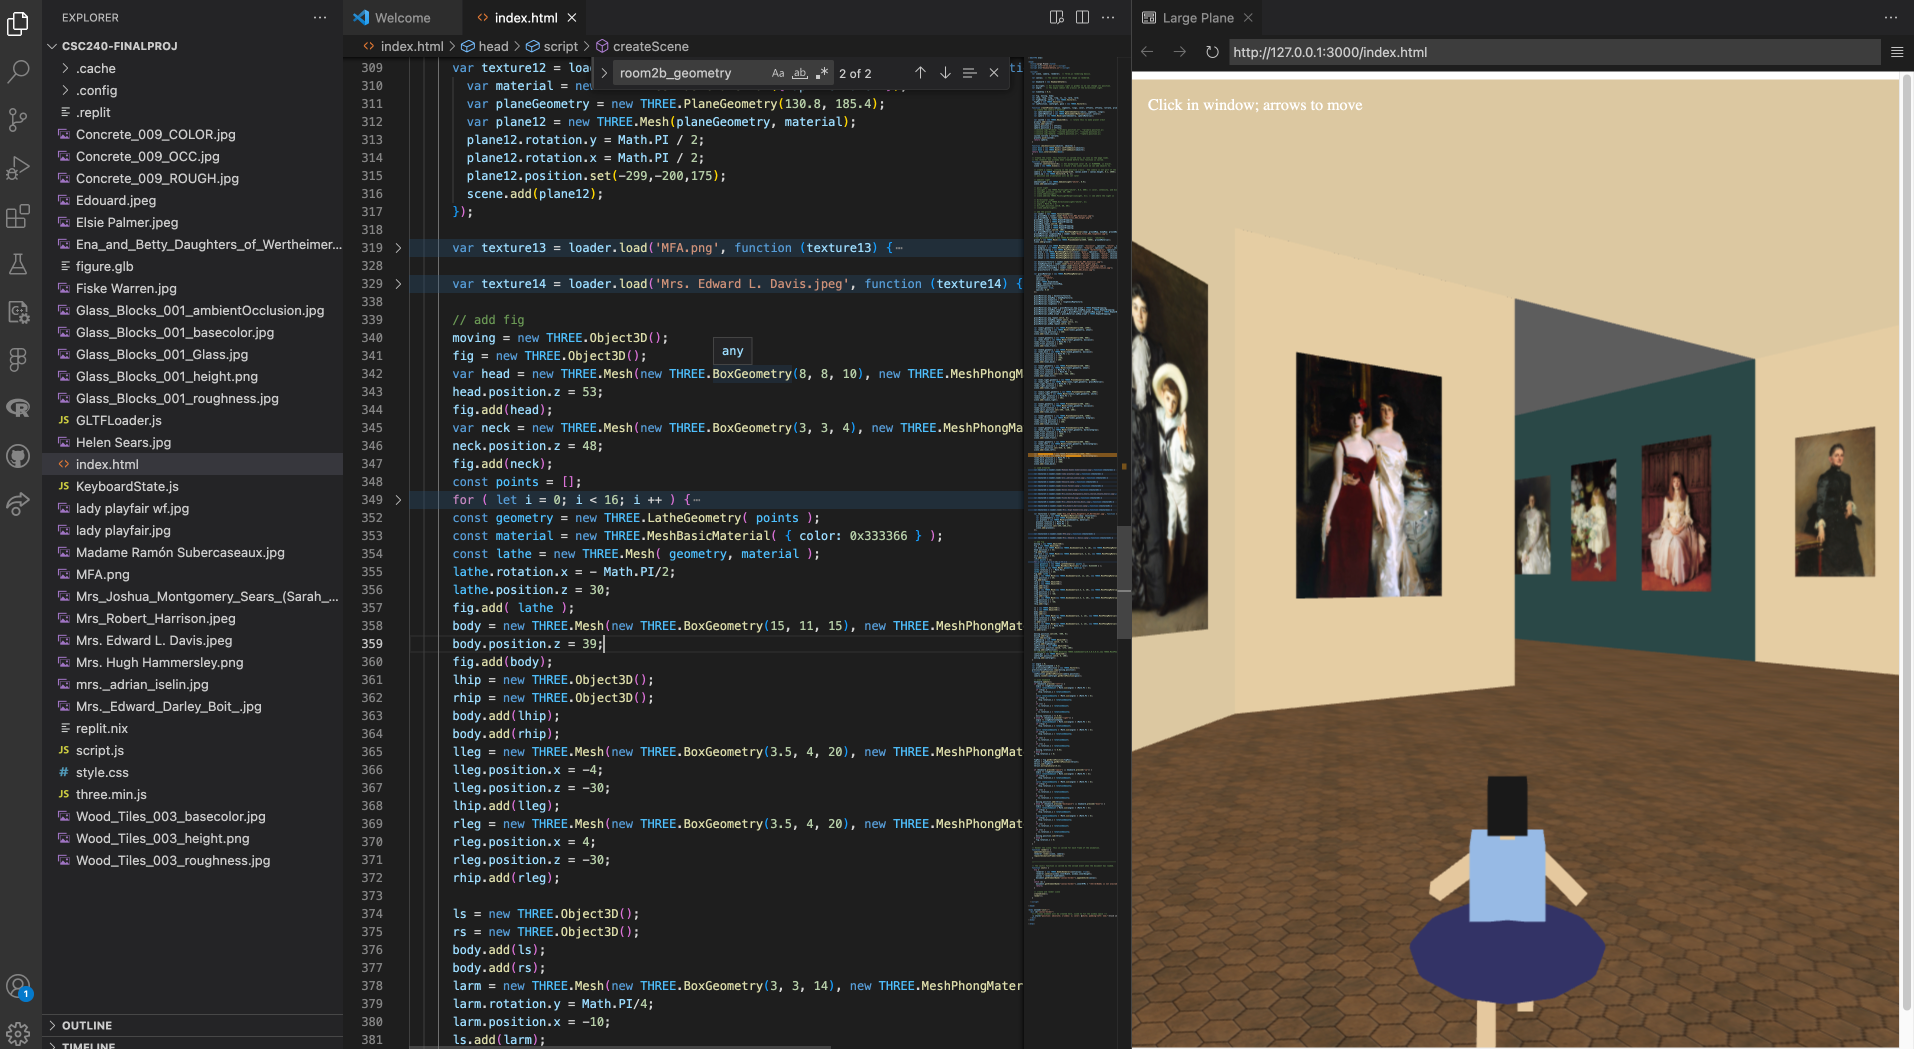 EXPLORER
CSC240-FINALPROJ
.cache
.config
.replit
Concrete_009_COLOR.jpg
Concrete_009_OCC.jpg
Concrete_009_ROUGH.jpg
Edouard.jpeg
Elsie Palmer.jpeg
Ena_and_Betty_Daughters_of_Wertheimer...
figure.glb
Fiske Warren.jpg
Glass_Blocks_001_ambientOcclusion.jpg
Glass_Blocks_001_basecolor.jpg
Glass_Blocks_001_Glass.jpg
Glass_Blocks_001_height.png
Glass_Blocks_001_roughness.jpg
JS GLTFLoader.js
Helen Sears.jpg
<> index.html
JS KeyboardState.js
lady playfair wf.jpg
lady playfair.jpg
Madame Ramón Subercaseaux.jpg
MFA.png
Mrs_Joshua_Montgomery_Sears_(Sarah_...
Mrs_Robert_Harrison.jpeg
Mrs. Edward L. Davis.jpeg
Mrs. Hugh Hammersley.png
mrs._adrian_iselin.jpg
Mrs._Edward_Darley_Boit_.jpg
replit.nix
JS script.js
# style.css
JS three.min.js
Wood_Tiles_003_basecolor.jpg
Wood_Tiles_003_height.png
Wood_Tiles_003_roughness.jpg
OUTLINE
TIMELINE
1
Welcome
<> index.html
<> index.html > head > script > createScene
room2b_geometry Aa ab .* 2 of 2
309 var texture12 = loa
310 var material = ne
311 var planeGeometry = new THREE.PlaneGeometry(130.8, 185.4);
312 var plane12 = new THREE.Mesh(planeGeometry, material);
313 plane12.rotation.y = Math.PI / 2;
314 plane12.rotation.x = Math.PI / 2;
315 plane12.position.set(-299,-200,175);
316 scene.add(plane12);
317 });
318
319 var texture13 = loader.load('MFA.png', function (texture13) {
328
329 var texture14 = loader.load('Mrs. Edward L. Davis.jpeg', function (texture14) {
338
339 // add fig
340 moving = new THREE.Object3D();
341 fig = new THREE.Object3D();
any
342 var head = new THREE.Mesh(new THREE.BoxGeometry(8, 8, 10), new THREE.MeshPhongM
343 head.position.z = 53;
344 fig.add(head);
345 var neck = new THREE.Mesh(new THREE.BoxGeometry(3, 3, 4), new THREE.MeshPhongMa
346 neck.position.z = 48;
347 fig.add(neck);
348 const points = [];
349 for ( let i = 0; i < 16; i ++ ) {
352 const geometry = new THREE.LatheGeometry( points );
353 const material = new THREE.MeshBasicMaterial( { color: 0x333366 } );
354 const lathe = new THREE.Mesh( geometry, material );
355 lathe.rotation.x = - Math.PI/2;
356 lathe.position.z = 30;
357 fig.add( lathe );
358 body = new THREE.Mesh(new THREE.BoxGeometry(15, 11, 15), new THREE.MeshPhongMat
359 body.position.z = 39;
360 fig.add(body);
361 lhip = new THREE.Object3D();
362 rhip = new THREE.Object3D();
363 body.add(lhip);
364 body.add(rhip);
365 lleg = new THREE.Mesh(new THREE.BoxGeometry(3.5, 4, 20), new THREE.MeshPhongMat
366 lleg.position.x = -4;
367 lleg.position.z = -30;
368 lhip.add(lleg);
369 rleg = new THREE.Mesh(new THREE.BoxGeometry(3.5, 4, 20), new THREE.MeshPhongMat
370 rleg.position.x = 4;
371 rleg.position.z = -30;
372 rhip.add(rleg);
373
374 ls = new THREE.Object3D();
375 rs = new THREE.Object3D();
376 body.add(ls);
377 body.add(rs);
378 larm = new THREE.Mesh(new THREE.BoxGeometry(3, 3, 14), new THREE.MeshPhongMater
379 larm.rotation.y = Math.PI/4;
380 larm.position.x = -10;
381 ls.add(larm);
Large Plane
http://127.0.0.1:3000/index.html
Click in window; arrows to move